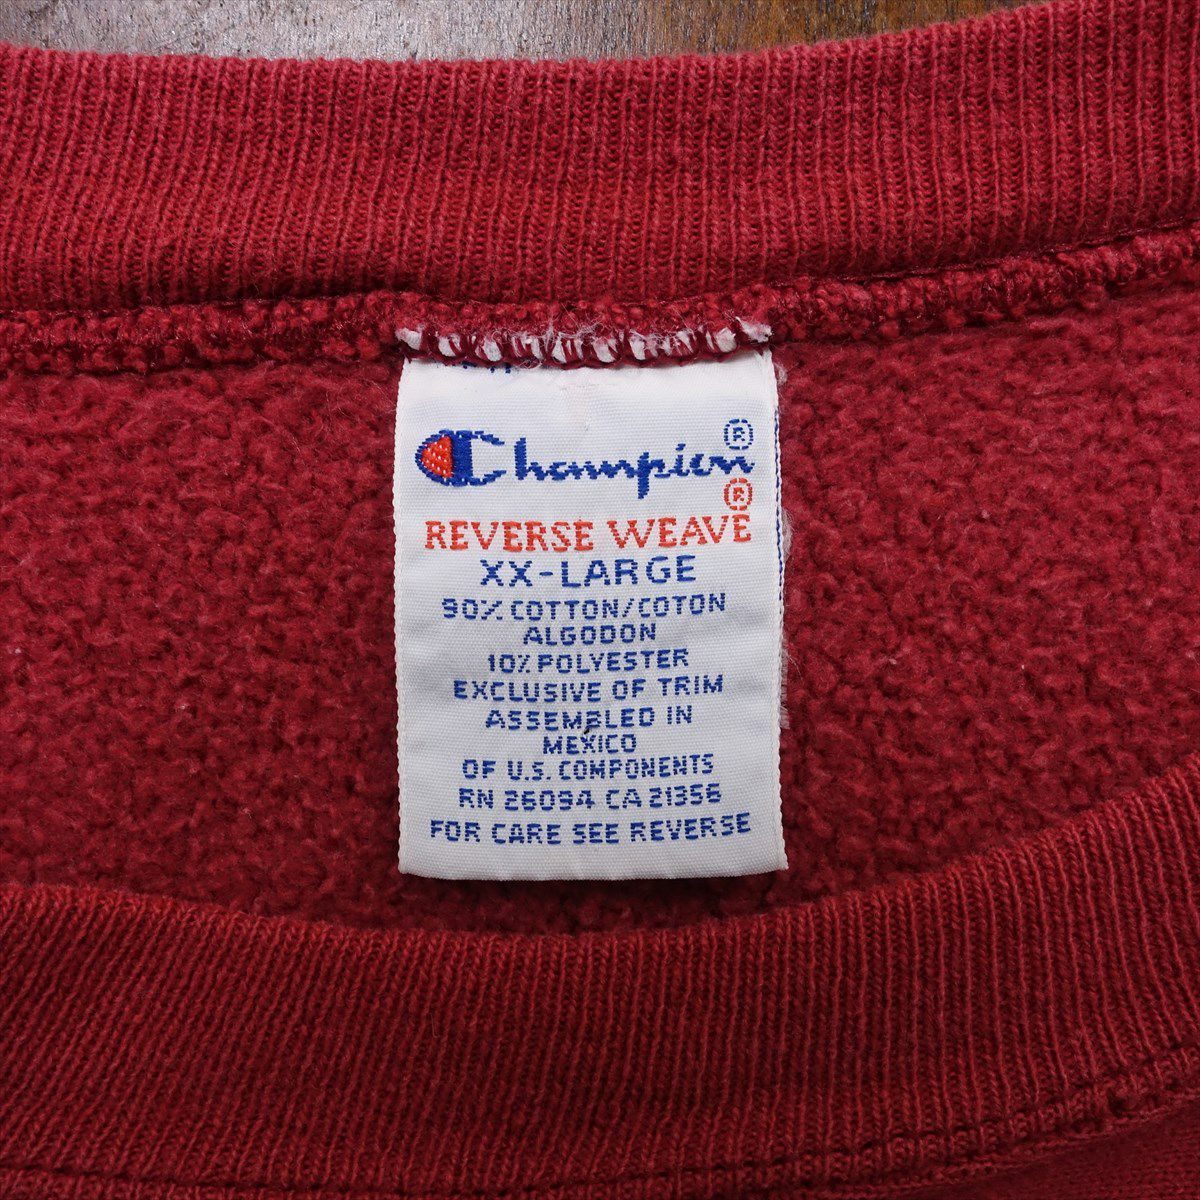 Champion®
REVERSE WEAVE®
XX-LARGE
90% COTTON/COTON
ALGODON
10% POLYESTER
EXCLUSIVE OF TRIM
ASSEMBLED IN
MEXICO
OF U.S. COMPONENTS
RN 26094 CA 21356
FOR CARE SEE REVERSE